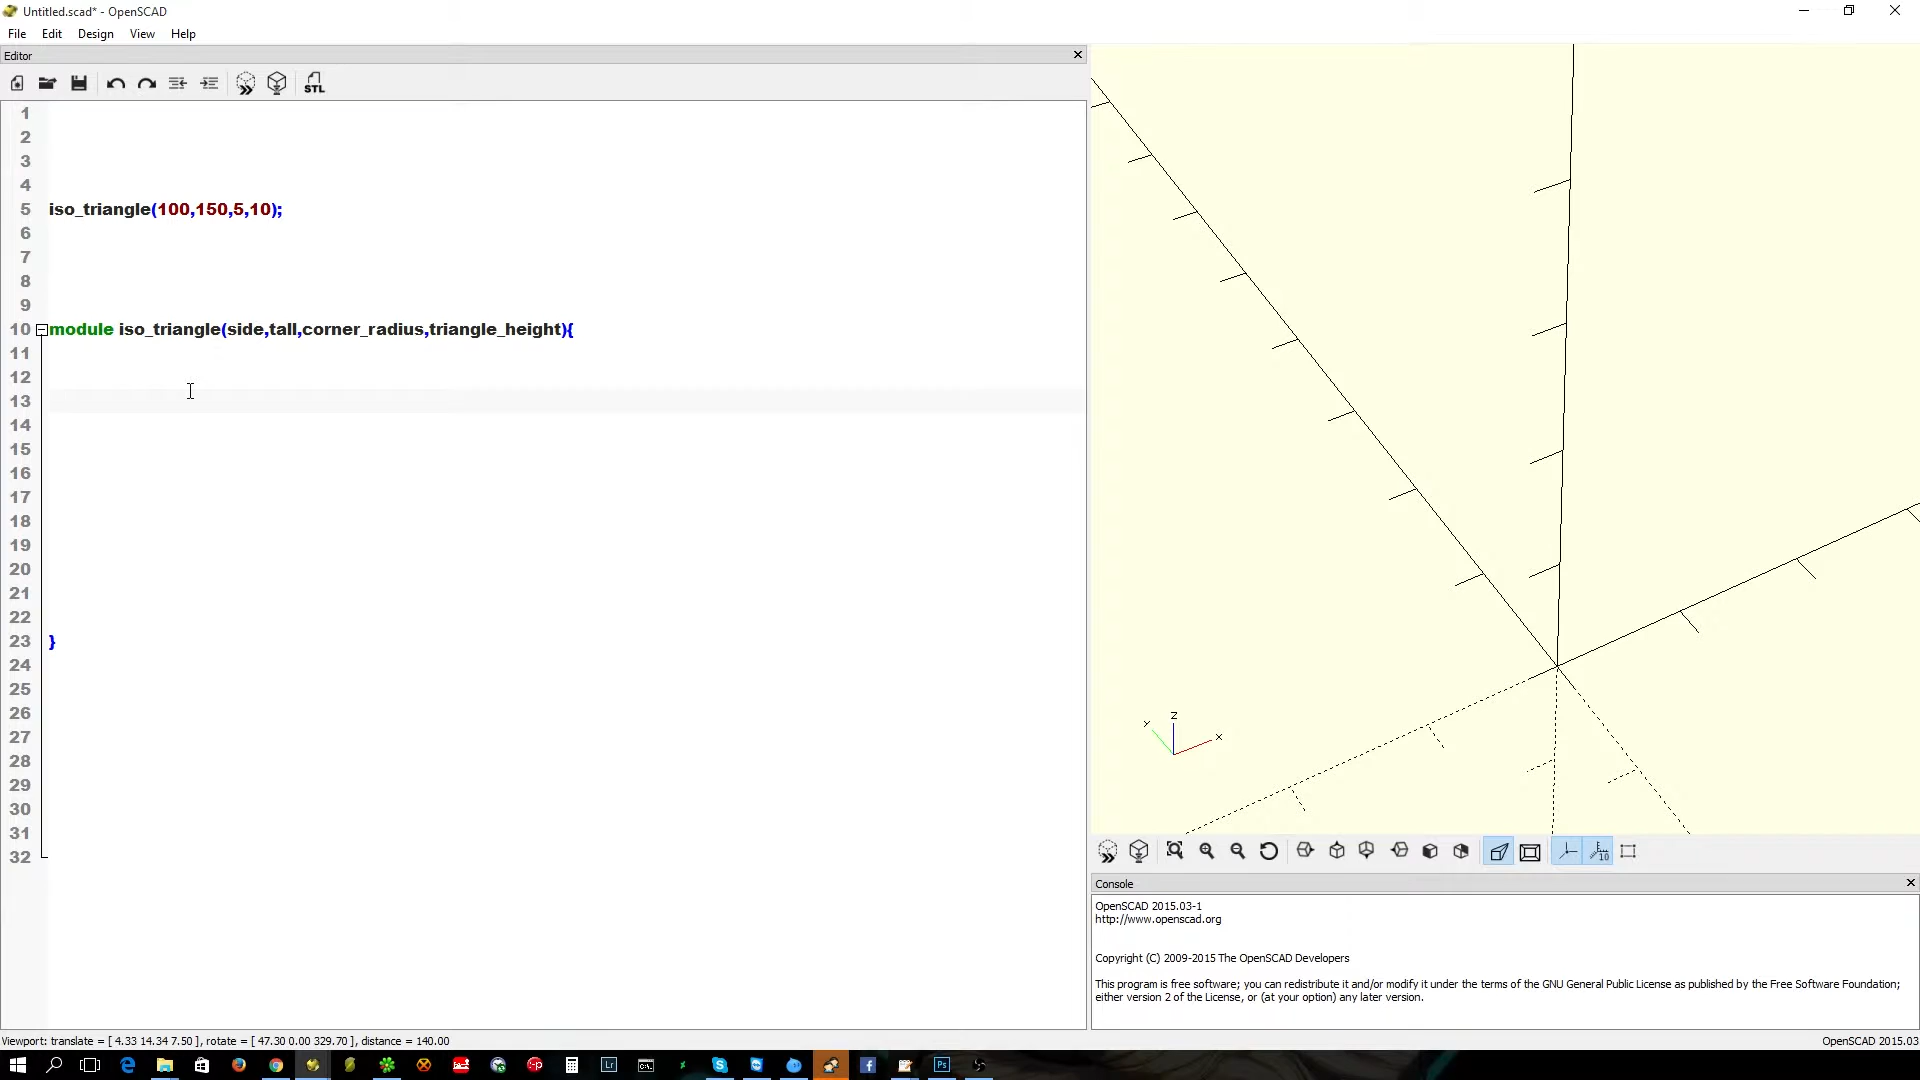 Untitled.scad* - OpenSCAD
File Edit Design View Help
Editor
STL
1
2
3
4
5 iso_triangle(100,150,5,10);
6
7
8
9
10 module iso_triangle(side,tall,corner_radius,triangle_height){
11
12
13
14
15
16
17
18
19
20
21
22
23 }
24
25
26
27
28
29
30
31
32
z
y
x
10
Console
OpenSCAD 2015.03-1
http://www.openscad.org
Copyright (C) 2009-2015 The OpenSCAD Developers
This program is free software; you can redistribute it and/or modify it under the terms of the GNU General Public License as published by the Free Software Foundation;
either version 2 of the License, or (at your option) any later version.
Viewport: translate = [ 4.33 14.34 7.50 ], rotate = [ 47.30 0.00 329.70 ], distance = 140.00
OpenSCAD 2015.03
Lr
Ps